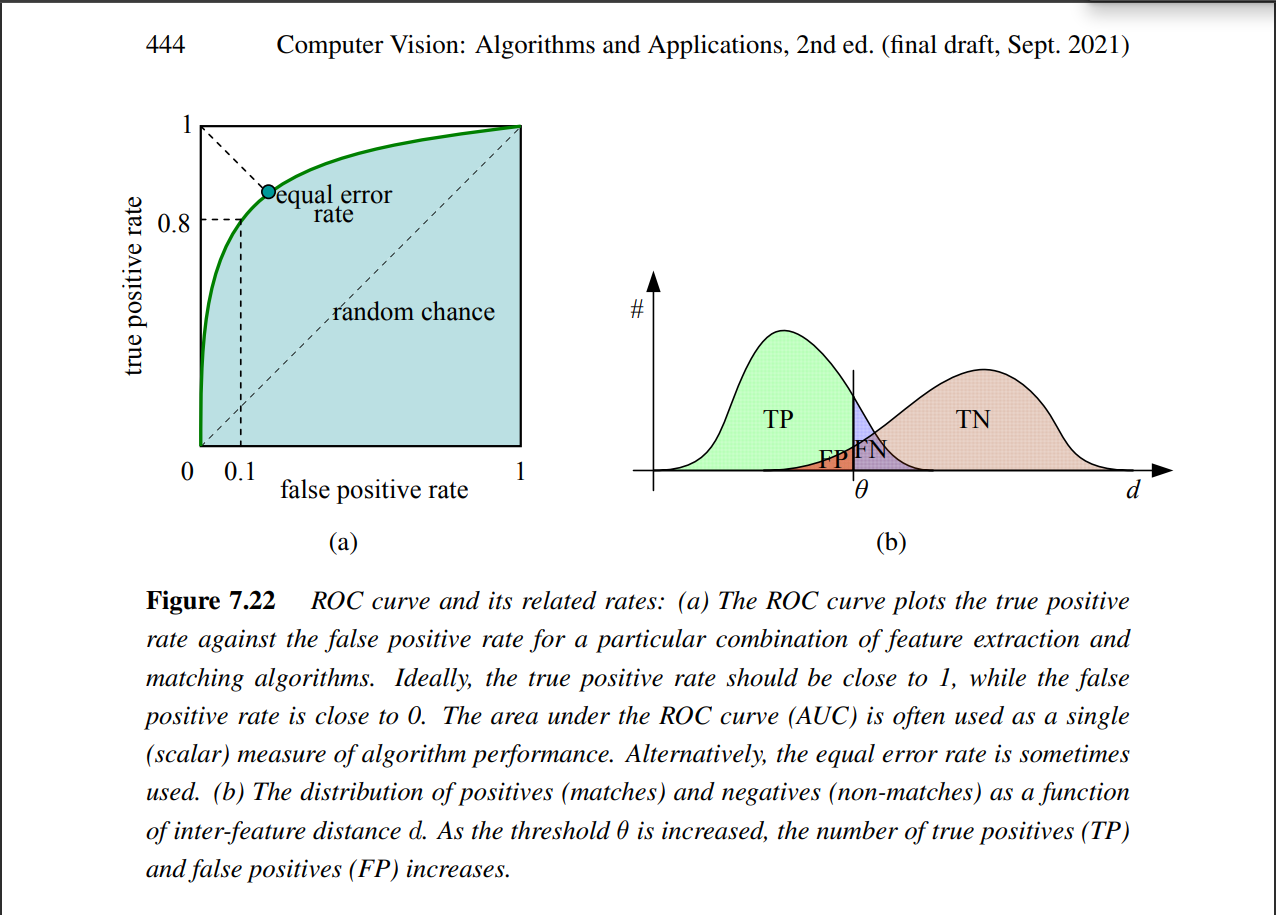 444 Computer Vision: Algorithms and Applications, 2nd ed. (final draft, Sept. 2021)
1
equal error
rate
0.8
true positive rate
random chance
0 0.1 1
false positive rate
(a)
#
TP
TN
FP
FN
θ
d
(b)
Figure 7.22 ROC curve and its related rates: (a) The ROC curve plots the true positive
rate against the false positive rate for a particular combination of feature extraction and
matching algorithms. Ideally, the true positive rate should be close to 1, while the false
positive rate is close to 0. The area under the ROC curve (AUC) is often used as a single
(scalar) measure of algorithm performance. Alternatively, the equal error rate is sometimes
used. (b) The distribution of positives (matches) and negatives (non-matches) as a function
of inter-feature distance d. As the threshold θ is increased, the number of true positives (TP)
and false positives (FP) increases.